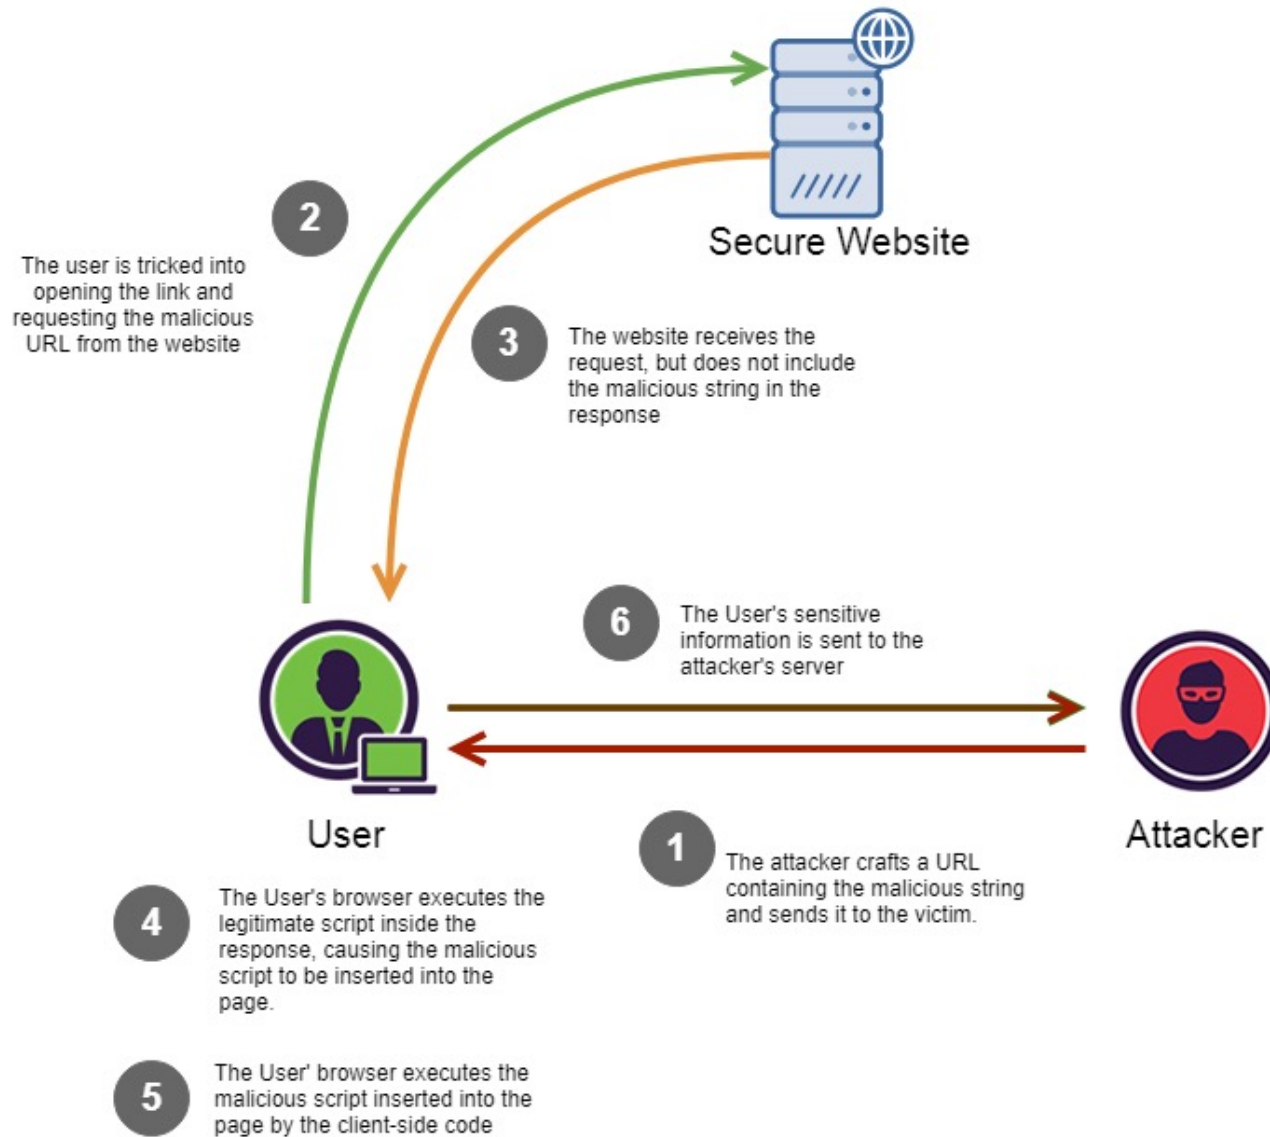 Secure Website
2
The user is tricked into
opening the link and
requesting the malicious
URL from the website
3
The website receives the
request, but does not include
the malicious string in the
response
6
The User's sensitive
information is sent to the
attacker's server
User
Attacker
1
The attacker crafts a URL
containing the malicious string
and sends it to the victim.
4
The User's browser executes the
legitimate script inside the
response, causing the malicious
script to be inserted into the
page.
5
The User' browser executes the
malicious script inserted into the
page by the client-side code